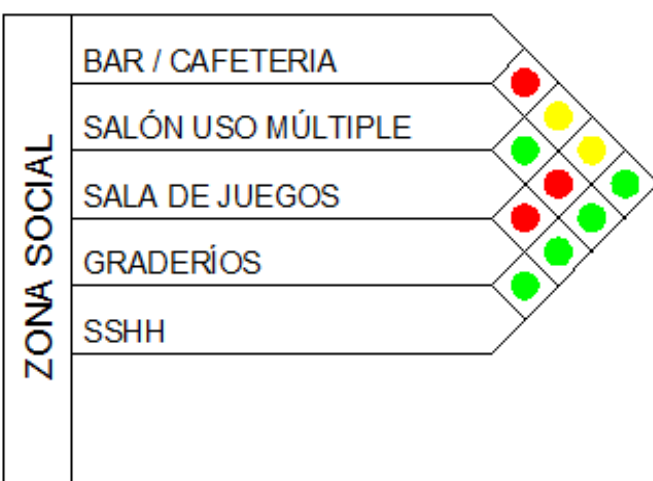 ZONA SOCIAL
BAR / CAFETERIA
SALÓN USO MÚLTIPLE
SALA DE JUEGOS
GRADERÍOS
SSHH